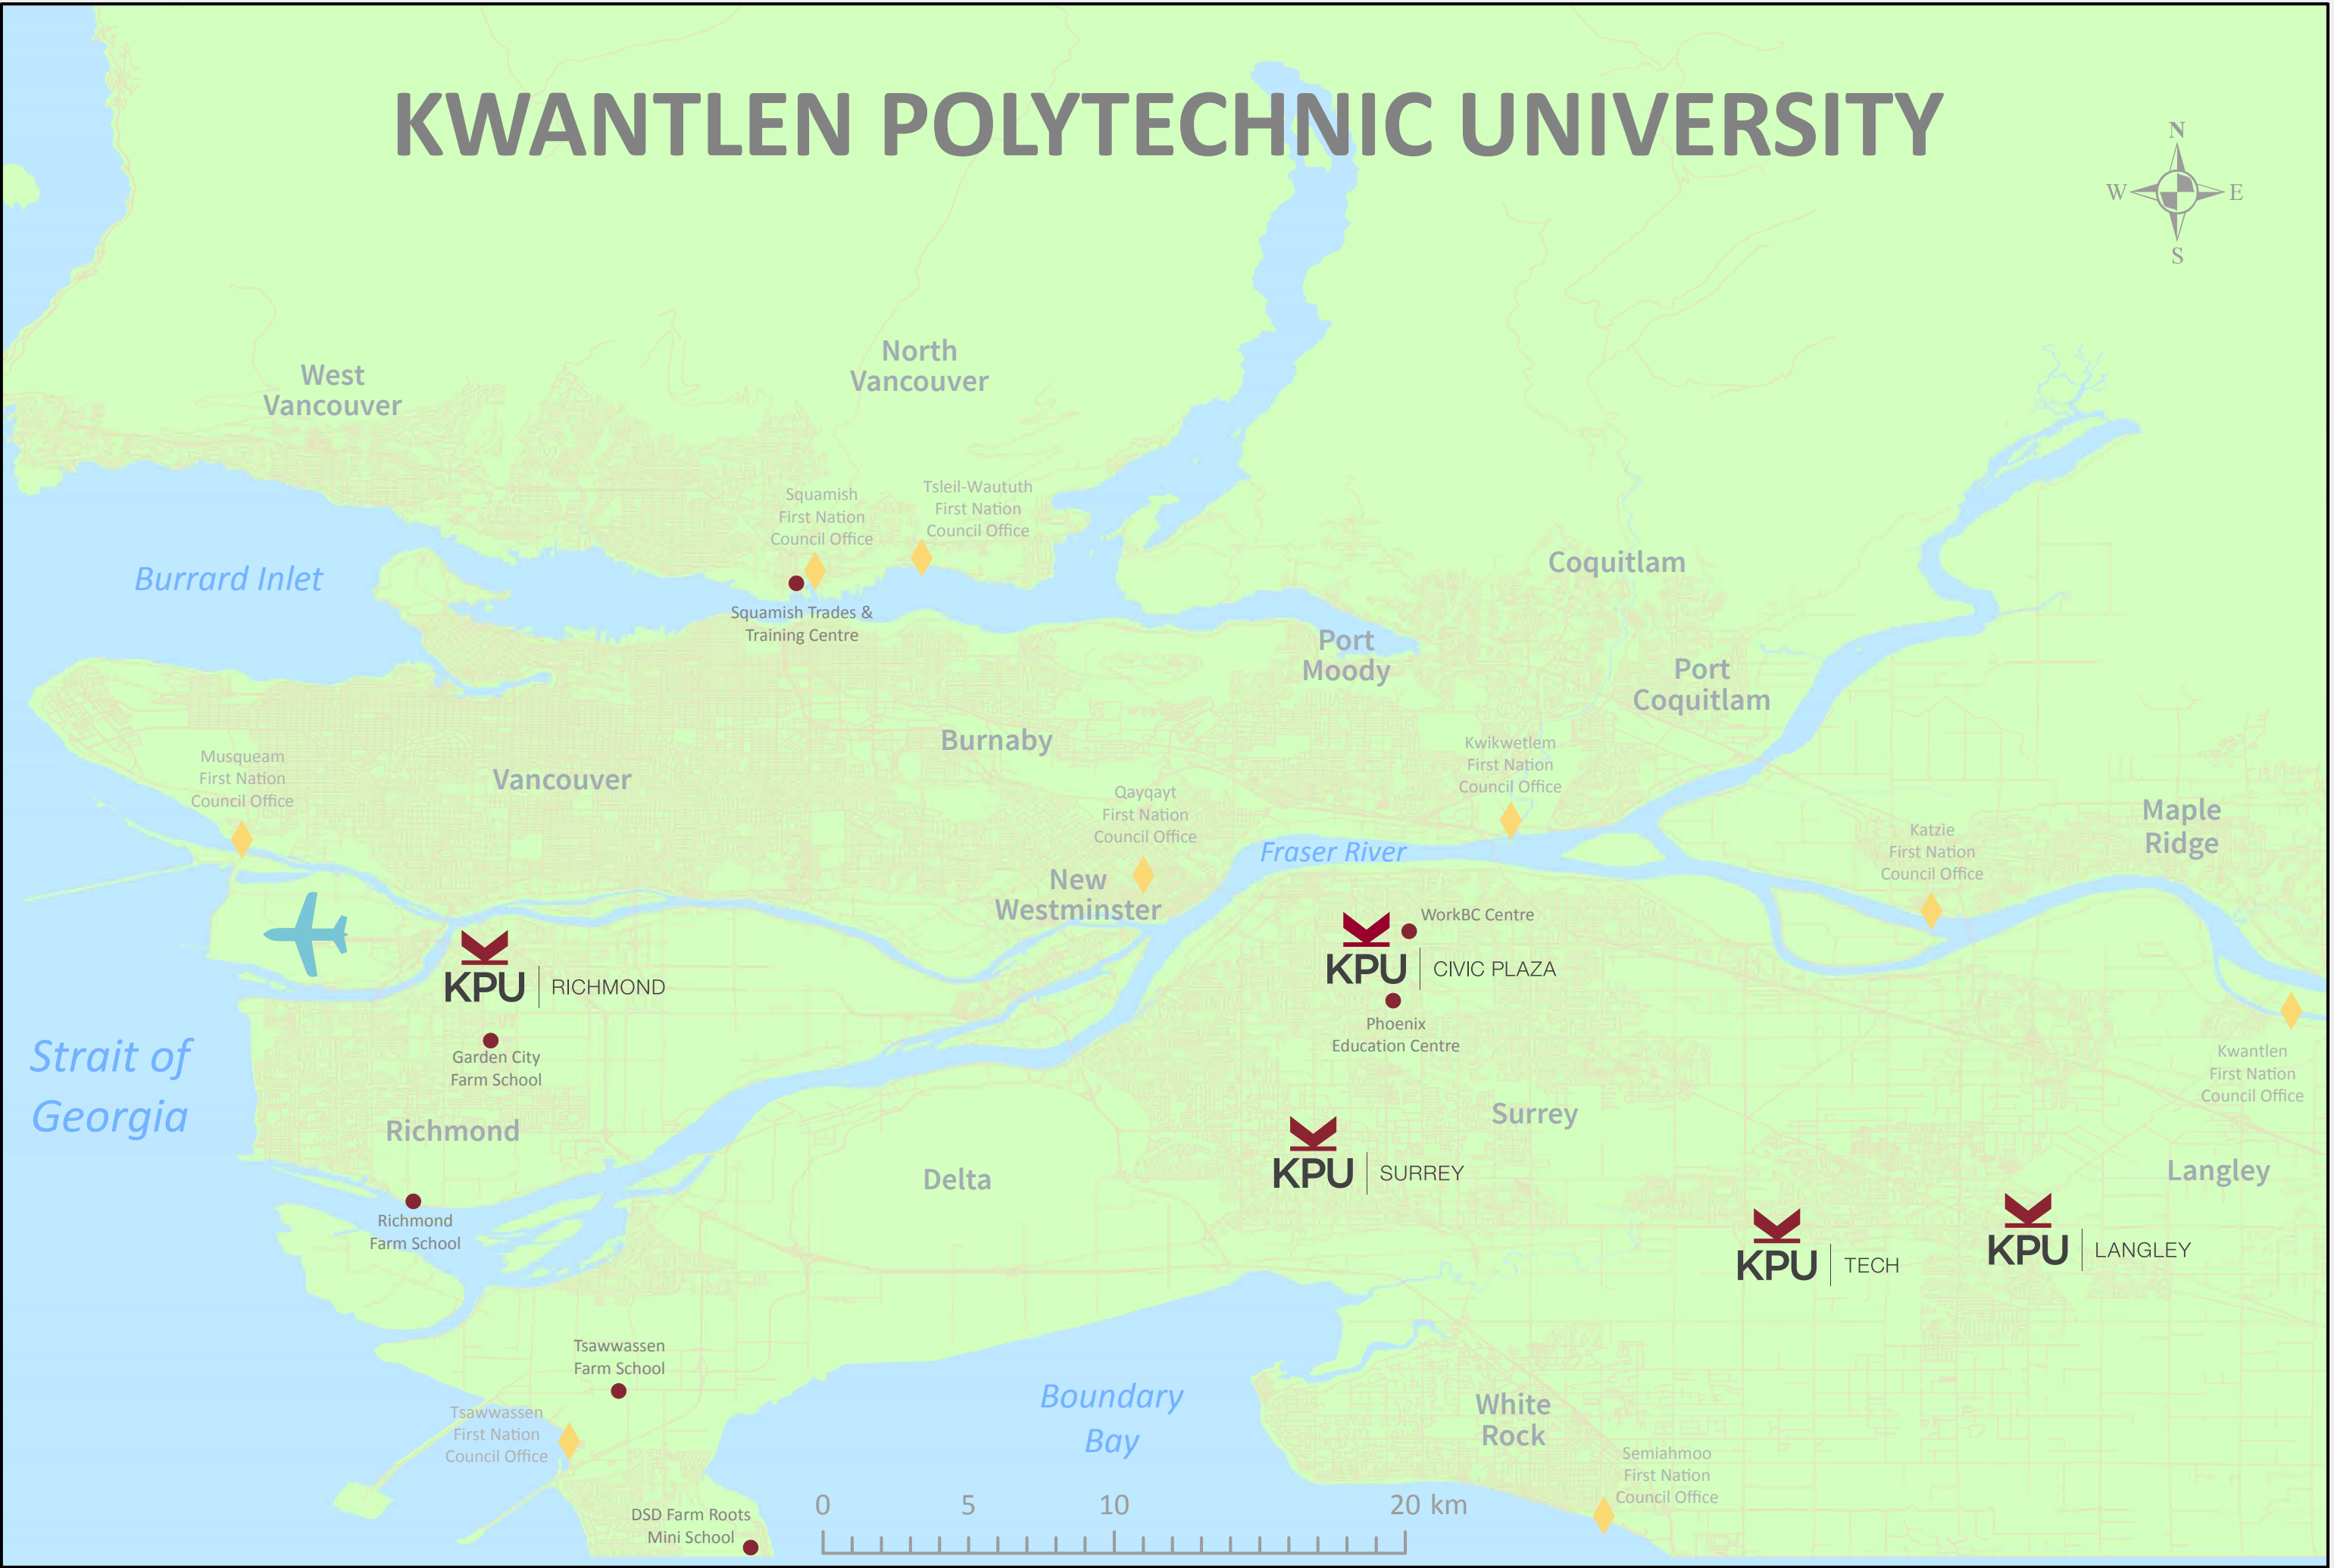 KWANTLEN POLYTECHNIC UNIVERSITY
N
W
E
S
North
Vancouver
West
Vancouver
Squamish
First Nation
Council Office
Tsleil-Waututh
First Nation
Council Office
Burrard Inlet
Coquitlam
Squamish Trades &
Training Centre
Port
Moody
Port
Coquitlam
Burnaby
Vancouver
Musqueam
First Nation
Council Office
Kwikwetlem
First Nation
Council Office
Qayqayt
First Nation
Council Office
Maple
Ridge
Katzie
First Nation
Council Office
Fraser River
New
Westminster
WorkBC Centre
KPU
CIVIC PLAZA
KPU
RICHMOND
Phoenix
Education Centre
Strait of
Georgia
Garden City
Farm School
Kwantlen
First Nation
Council Office
Richmond
Surrey
Delta
KPU
SURREY
Langley
Richmond
Farm School
KPU
TECH
KPU
LANGLEY
Tsawwassen
Farm School
Boundary
Bay
White
Rock
Tsawwassen
First Nation
Council Office
Semiahmoo
First Nation
Council Office
DSD Farm Roots
Mini School
0 5 10 20 km